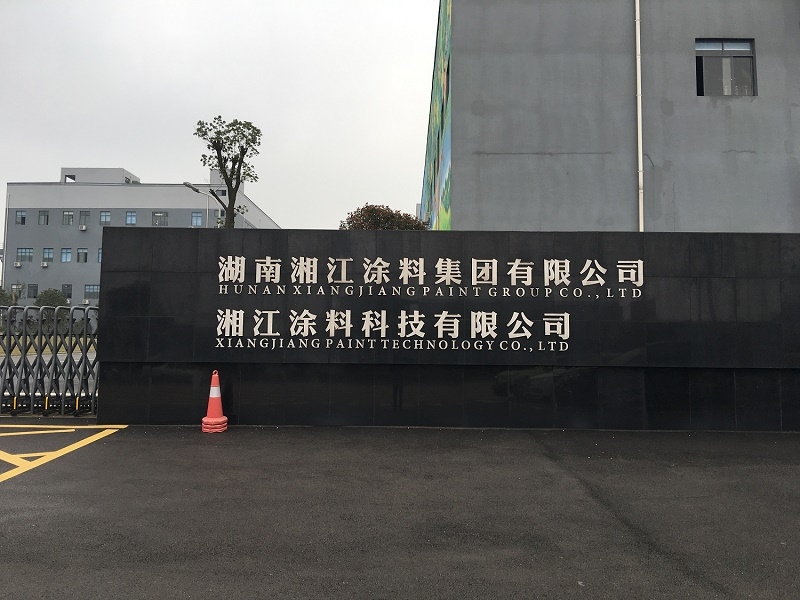 湖南湘江涂料集团有限公司
HUNAN XIANGJIANG PAINT GROUP CO., LTD
湘江涂料科技有限公司
XIANGJIANG PAINT TECHNOLOGY CO., LTD